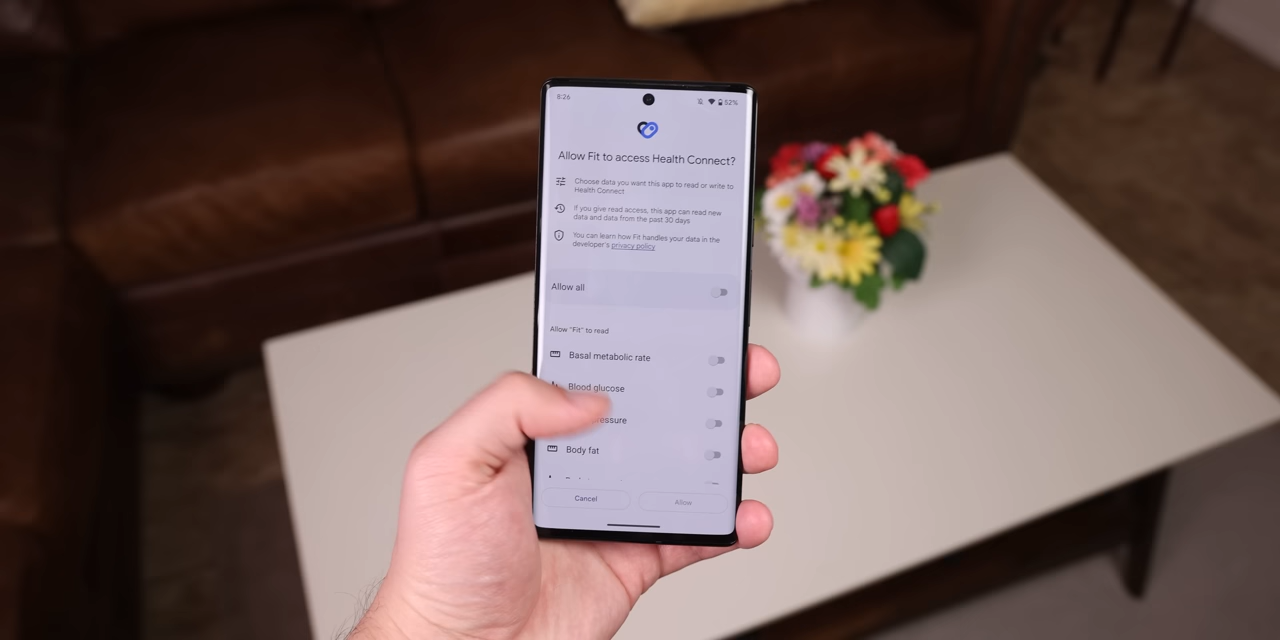 8:26
52%
Allow Fit to access Health Connect?
Choose data you want this app to read or write to
Health Connect
If you give read access, this app can read new
data and data from the past 30 days
You can learn how Fit handles your data in the
developer's privacy policy
Allow all
Allow "Fit" to read
Basal metabolic rate
Blood glucose
Body fat
Cancel
Allow